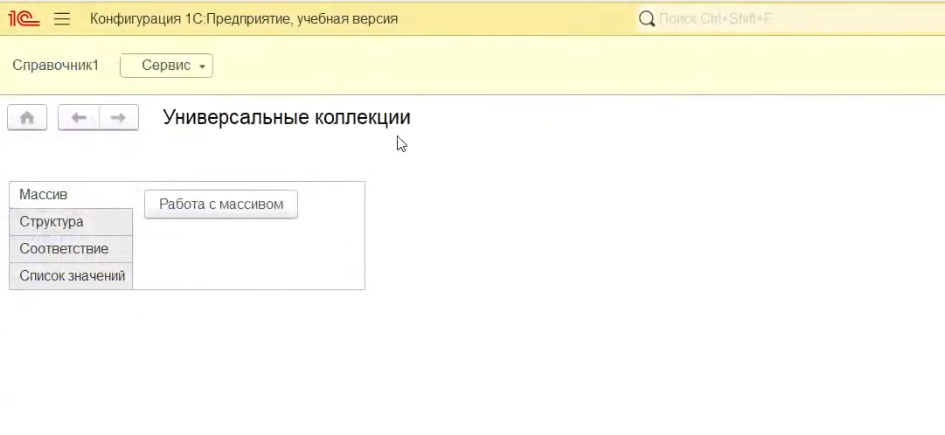 1С Конфигурация 1С:Предприятие, учебная версия Поиск Ctrl+Shift+F
Справочник1 Сервис
Универсальные коллекции
Массив Работа с массивом
Структура
Соответствие
Список значений